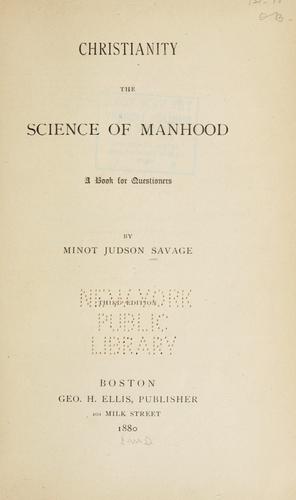 CHRISTIANITY
THE
SCIENCE OF MANHOOD
A Book for Questioners
BY
MINOT JUDSON SAVAGE
THIRD EDITION
NEW YORK
PUBLIC
LIBRARY
BOSTON
GEO. H. ELLIS, PUBLISHER
101 MILK STREET
1880